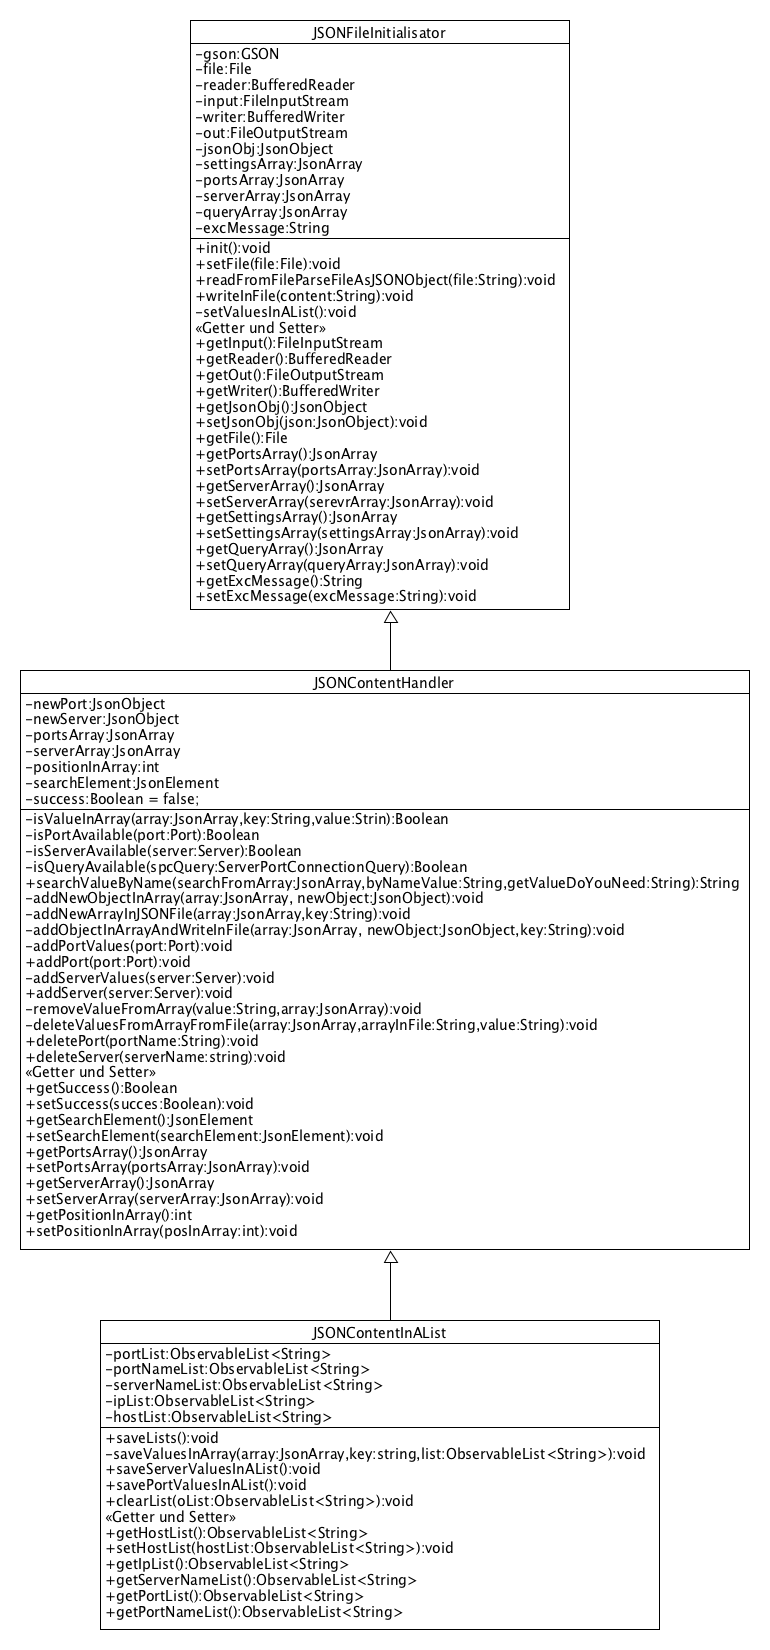 JSONFileInitialisator
-gson:GSON
-file:File
-reader:BufferedReader
-input:FileInputStream
-writer:BufferedWriter
-out:FileOutputStream
-jsonObj:JsonObject
-settingsArray:JsonArray
-portsArray:JsonArray
-serverArray:JsonArray
-queryArray:JsonArray
-excMessage:String
+init():void
+setFile(file:File):void
+readFromFileParseFileAsJSONObject(file:String):void
+writeInFile(content:String):void
-setValuesInAList():void
«Getter und Setter»
+getInput():FileInputStream
+getReader():BufferedReader
+getOut():FileOutputStream
+getWriter():BufferedWriter
+getJsonObj():JsonObject
+setJsonObj(json:JsonObject):void
+getFile():File
+getPortsArray():JsonArray
+setPortsArray(portsArray:JsonArray):void
+getServerArray():JsonArray
+setServerArray(serevrArray:JsonArray):void
+getSettingsArray():JsonArray
+setSettingsArray(settingsArray:JsonArray):void
+getQueryArray():JsonArray
+setQueryArray(queryArray:JsonArray):void
+getExcMessage():String
+setExcMessage(excMessage:String):void
JSONContentHandler
-newPort:JsonObject
-newServer:JsonObject
-portsArray:JsonArray
-serverArray:JsonArray
-positionInArray:int
-searchElement:JsonElement
-success:Boolean = false;
-isValueInArray(array:JsonArray,key:String,value:Strin):Boolean
-isPortAvailable(port:Port):Boolean
-isServerAvailable(server:Server):Boolean
-isQueryAvailable(spcQuery:ServerPortConnectionQuery):Boolean
+searchValueByName(searchFromArray:JsonArray,byNameValue:String,getValueDoYouNeed:String):String
-addNewObjectInArray(array:JsonArray, newObject:JsonObject):void
-addNewArrayInJSONFile(array:JsonArray,key:String):void
-addObjectInArrayAndWriteInFile(array:JsonArray, newObject:JsonObject,key:String):void
-addPortValues(port:Port):void
+addPort(port:Port):void
-addServerValues(server:Server):void
+addServer(server:Server):void
-removeValueFromArray(value:String,array:JsonArray):void
-deleteValuesFromArrayFromFile(array:JsonArray,arrayInFile:String,value:String):void
+deletePort(portName:String):void
+deleteServer(serverName:string):void
«Getter und Setter»
+getSuccess():Boolean
+setSuccess(succes:Boolean):void
+getSearchElement():JsonElement
+setSearchElement(searchElement:JsonElement):void
+getPortsArray():JsonArray
+setPortsArray(portsArray:JsonArray):void
+getServerArray():JsonArray
+setServerArray(serverArray:JsonArray):void
+getPositionInArray():int
+setPositionInArray(posInArray:int):void
JSONContentInAList
-portList:ObservableList<String>
-portNameList:ObservableList<String>
-serverNameList:ObservableList<String>
-ipList:ObservableList<String>
-hostList:ObservableList<String>
+saveLists():void
-saveValuesInArray(array:JsonArray,key:string,list:ObservableList<String>):void
+saveServerValuesInAList():void
+savePortValuesInAList():void
+clearList(oList:ObservableList<String>):void
«Getter und Setter»
+getHostList():ObservableList<String>
+setHostList(hostList:ObservableList<String>):void
+getIpList():ObservableList<String>
+getServerNameList():ObservableList<String>
+getPortList():ObservableList<String>
+getPortNameList():ObservableList<String>